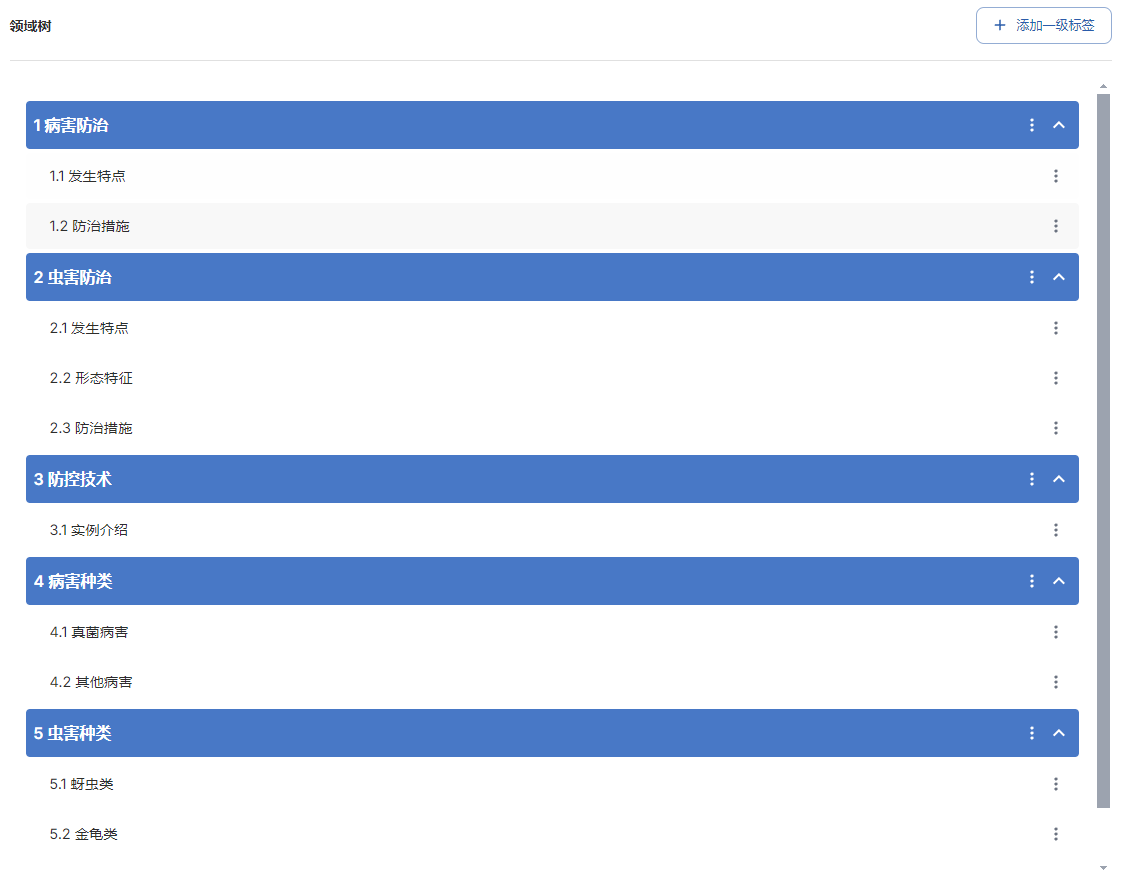 领域树
添加一级标签
1 病害防治
1.1 发生特点
1.2 防治措施
2 虫害防治
2.1 发生特点
2.2 形态特征
2.3 防治措施
3 防控技术
3.1 实例介绍
4 病害种类
4.1 真菌病害
4.2 其他病害
5 虫害种类
5.1 蚜虫类
5.2 金龟类